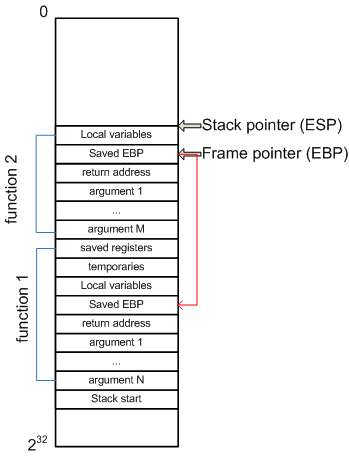 0
Stack pointer (ESP)
Local variables
Saved EBP
Frame pointer (EBP)
return address
argument 1
...
argument M
function 2
saved registers
temporaries
Local variables
Saved EBP
return address
argument 1
...
argument N
function 1
Stack start
2^32